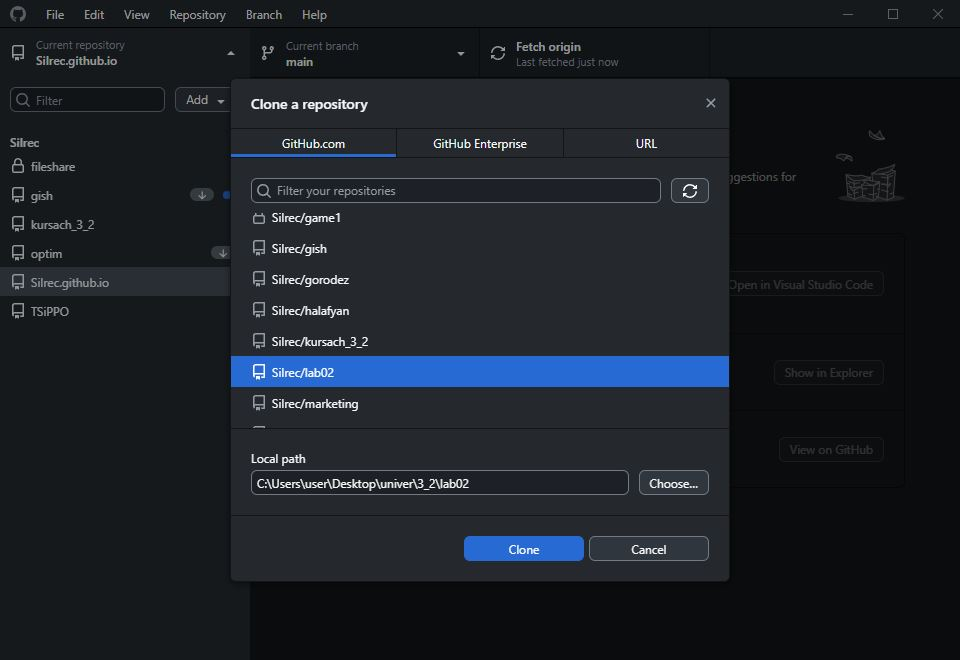 File Edit View Repository Branch Help
Current repository
Silrec.github.io
Current branch
main
Fetch origin
Last fetched just now
Filter
Add
Silrec
fileshare
gish
kursach_3_2
optim
Silrec.github.io
TSiPPO
Clone a repository
GitHub.com GitHub Enterprise URL
Filter your repositories
Silrec/game1
Silrec/gish
Silrec/gorodez
Silrec/halafyan
Silrec/kursach_3_2
Silrec/lab02
Silrec/marketing
Local path
C:\Users\user\Desktop\univer\3_2\lab02
Choose...
Clone Cancel
ggestions for
Open in Visual Studio Code
Show in Explorer
View on GitHub